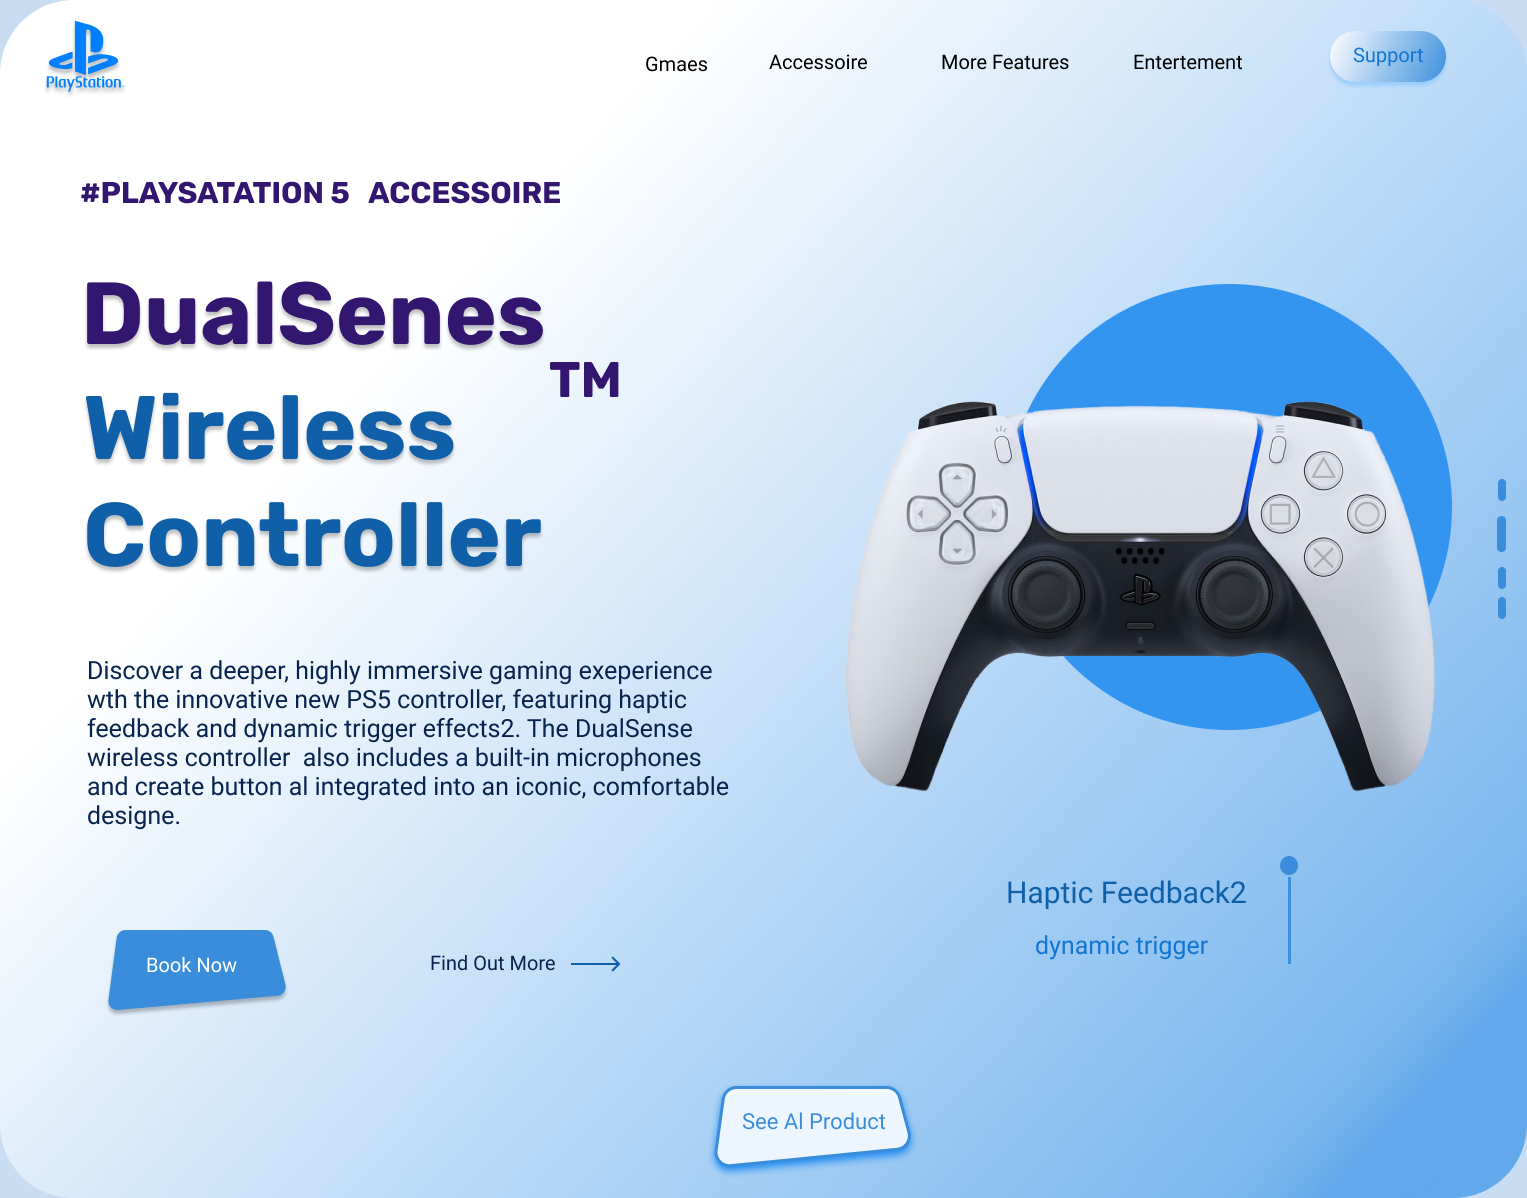 PlayStation
Gmaes
Accessoire
More Features
Entertement
Support
#PLAYSATATION 5 ACCESSOIRE
DualSenes
TM
Wireless
Controller
Discover a deeper, highly immersive gaming exeperience
wth the innovative new PS5 controller, featuring haptic
feedback and dynamic trigger effects2. The DualSense
wireless controller also includes a built-in microphones
and create button al integrated into an iconic, comfortable
designe.
Haptic Feedback2
dynamic trigger
Book Now
Find Out More
See Al Product